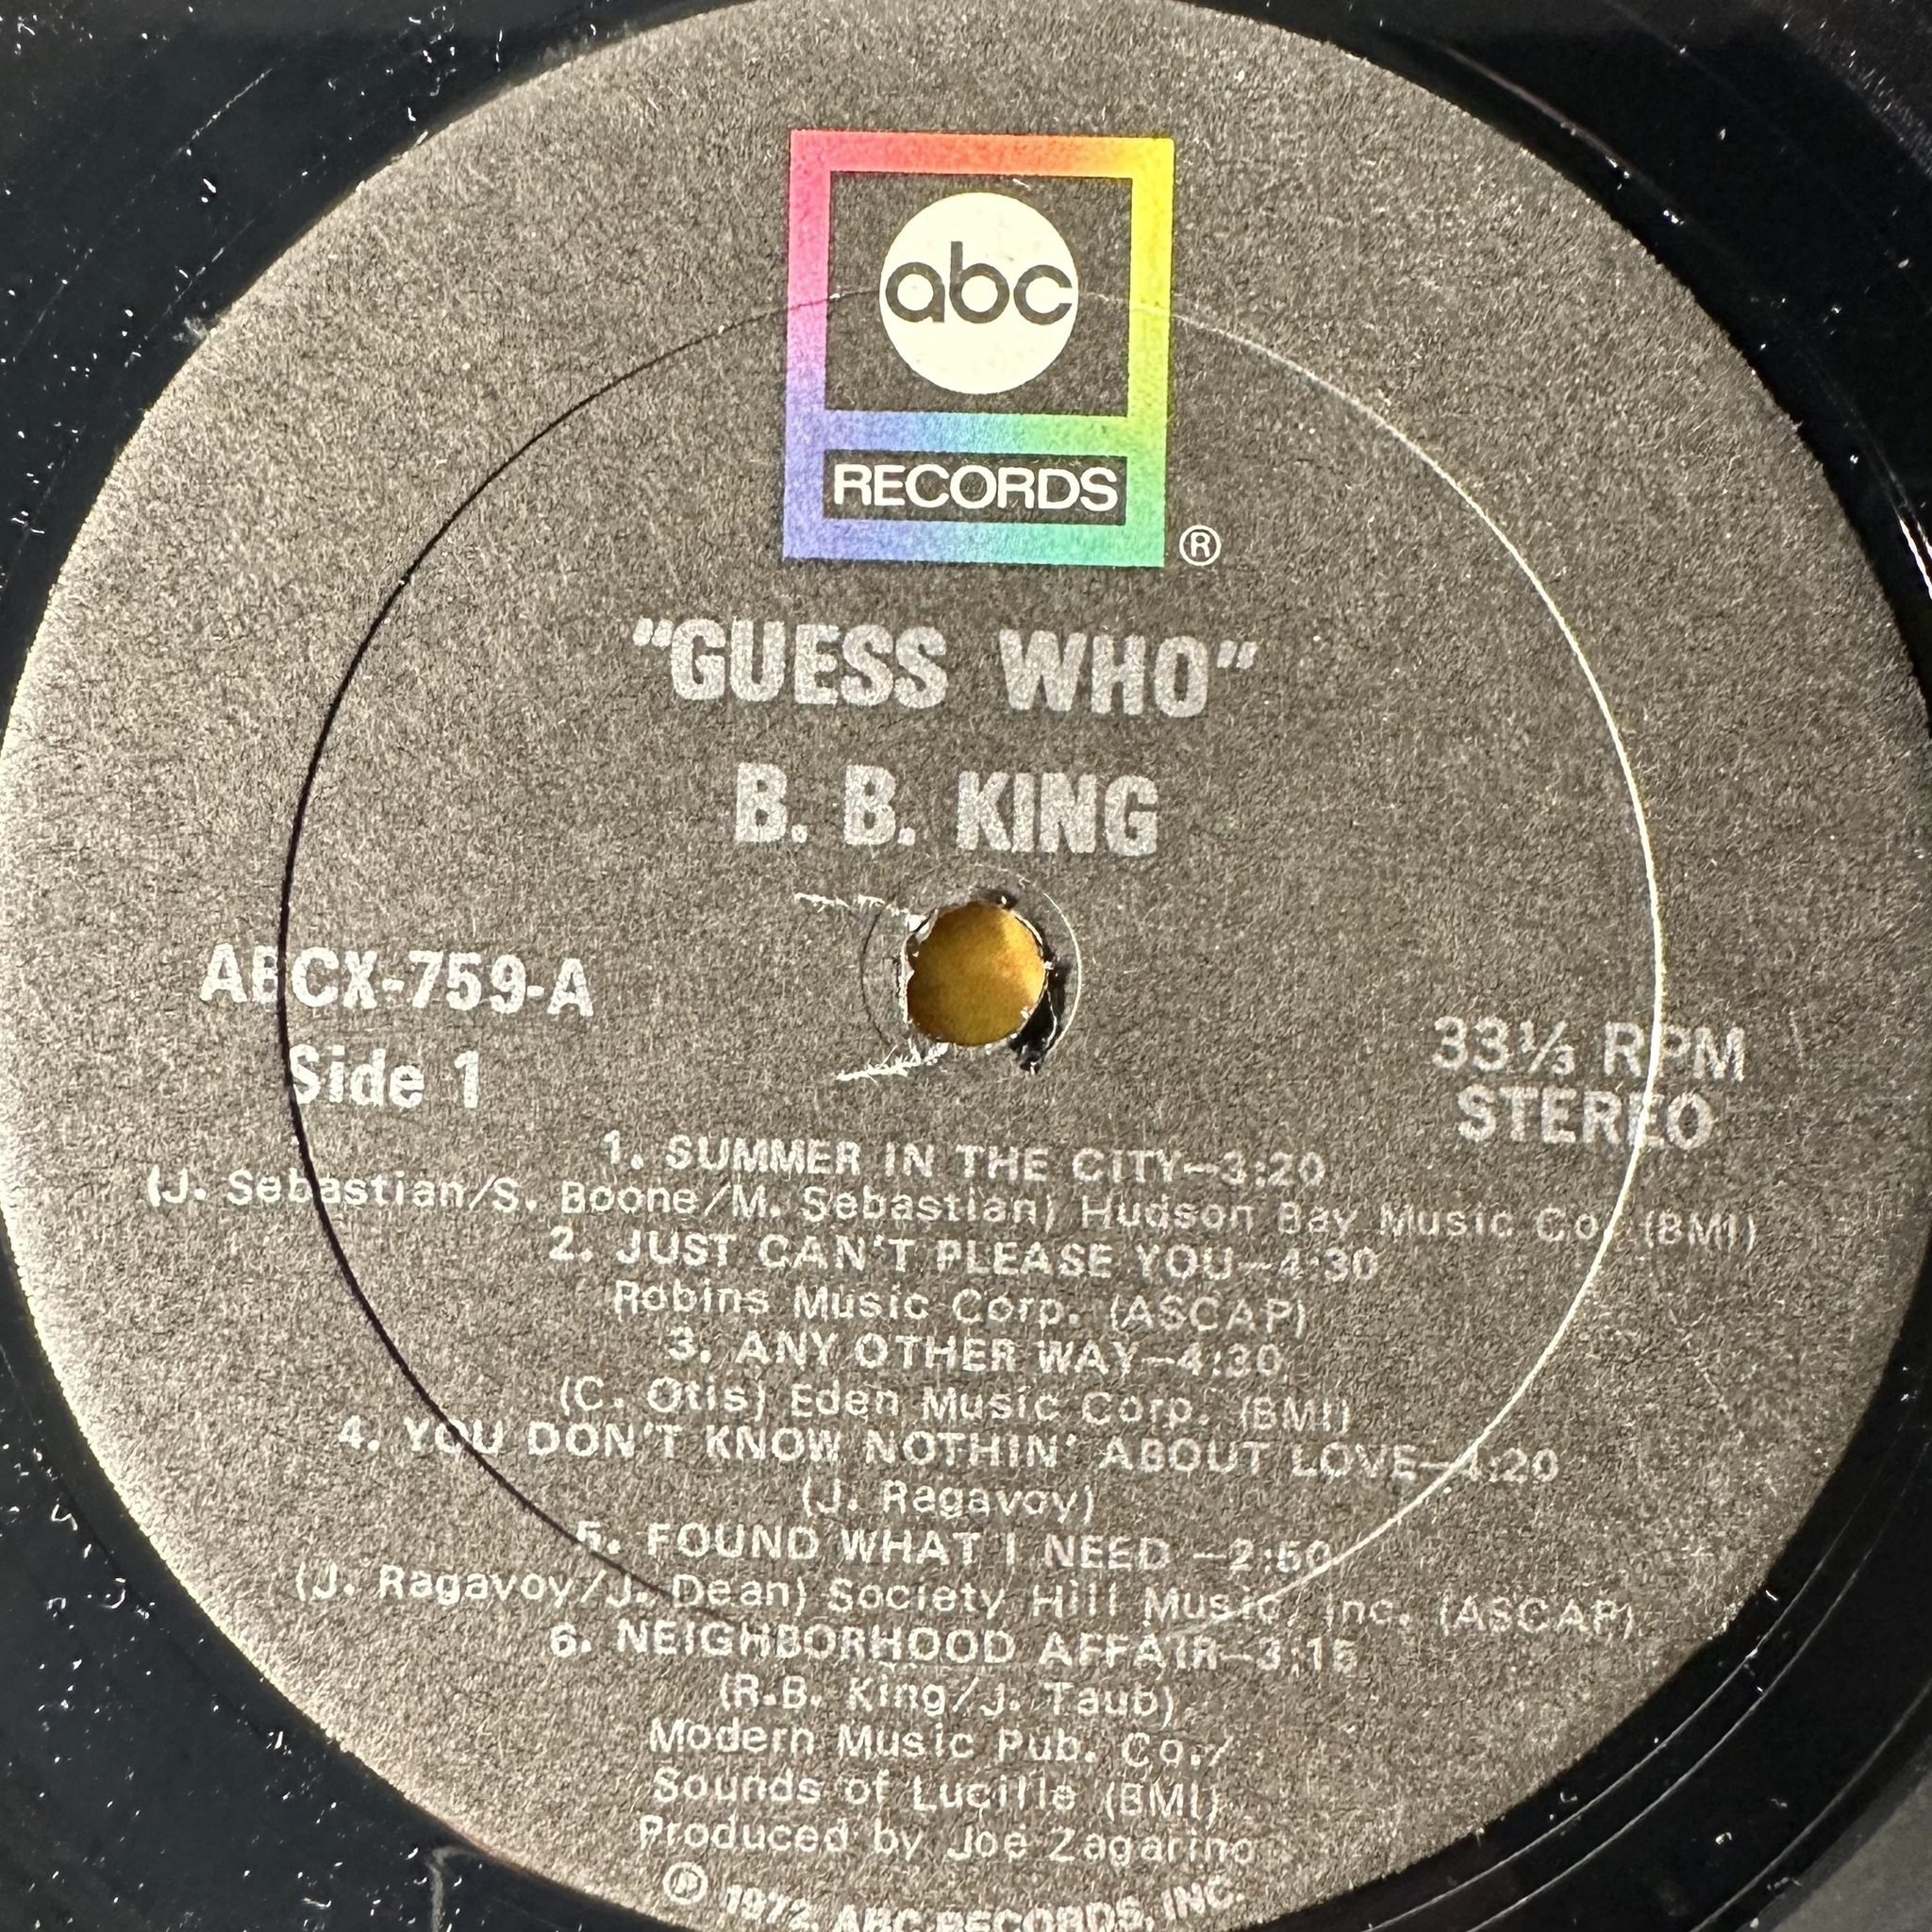 abc
RECORDS
®
"GUESS WHO"
B. B. KING
ABCX-759-A
Side 1
33⅓ RPM
STEREO
1. SUMMER IN THE CITY—3:20
(J. Sebastian/S. Boone/M. Sebastian) Hudson Bay Music Co. (BMI)
2. JUST CAN'T PLEASE YOU—4:30
Robins Music Corp. (ASCAP)
3. ANY OTHER WAY—4:30
(C. Otis) Eden Music Corp. (BMI)
4. YOU DON'T KNOW NOTHIN' ABOUT LOVE—4:20
(J. Ragavoy)
5. FOUND WHAT I NEED —2:50
(J. Ragavoy/J. Dean) Society Hill Music, Inc. (ASCAP)
6. NEIGHBORHOOD AFFAIR—3:15
(R.B. King/J. Taub)
Modern Music Pub. Co./
Sounds of Lucille (BMI)
Produced by Joe Zagarino
℗ 1972, ABC RECORDS, INC.